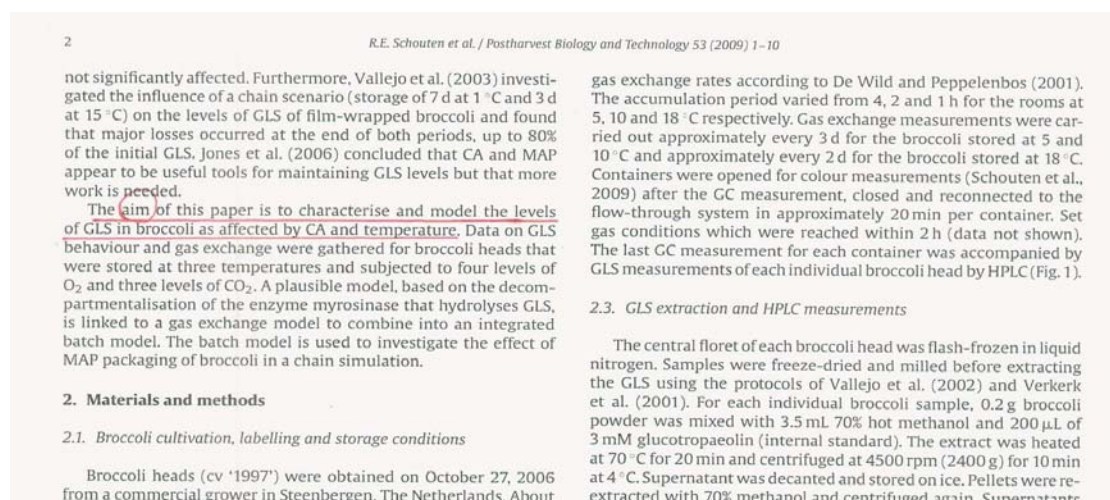 2
R.E. Schouten et al. / Postharvest Biology and Technology 53 (2009) 1–10
not significantly affected. Furthermore, Vallejo et al. (2003) investi-
gated the influence of a chain scenario (storage of 7 d at 1 °C and 3 d
at 15 °C) on the levels of GLS of film-wrapped broccoli and found
that major losses occurred at the end of both periods, up to 80%
of the initial GLS. Jones et al. (2006) concluded that CA and MAP
appear to be useful tools for maintaining GLS levels but that more
work is needed.
The aim of this paper is to characterise and model the levels
of GLS in broccoli as affected by CA and temperature. Data on GLS
behaviour and gas exchange were gathered for broccoli heads that
were stored at three temperatures and subjected to four levels of
O₂ and three levels of CO₂. A plausible model, based on the decom-
partmentalisation of the enzyme myrosinase that hydrolyses GLS,
is linked to a gas exchange model to combine into an integrated
batch model. The batch model is used to investigate the effect of
MAP packaging of broccoli in a chain simulation.
2. Materials and methods
2.1. Broccoli cultivation, labelling and storage conditions
Broccoli heads (cv '1997') were obtained on October 27, 2006
from a commercial grower in Steenbergen, The Netherlands. About
gas exchange rates according to De Wild and Peppelenbos (2001).
The accumulation period varied from 4, 2 and 1 h for the rooms at
5, 10 and 18 °C respectively. Gas exchange measurements were car-
ried out approximately every 3 d for the broccoli stored at 5 and
10 °C and approximately every 2 d for the broccoli stored at 18 °C.
Containers were opened for colour measurements (Schouten et al.,
2009) after the GC measurement, closed and reconnected to the
flow-through system in approximately 20 min per container. Set
gas conditions which were reached within 2 h (data not shown).
The last GC measurement for each container was accompanied by
GLS measurements of each individual broccoli head by HPLC (Fig. 1).
2.3. GLS extraction and HPLC measurements
The central floret of each broccoli head was flash-frozen in liquid
nitrogen. Samples were freeze-dried and milled before extracting
the GLS using the protocols of Vallejo et al. (2002) and Verkerk
et al. (2001). For each individual broccoli sample, 0.2 g broccoli
powder was mixed with 3.5 mL 70% hot methanol and 200 μL of
3 mM glucotropaeolin (internal standard). The extract was heated
at 70 °C for 20 min and centrifuged at 4500 rpm (2400 g) for 10 min
at 4 °C. Supernatant was decanted and stored on ice. Pellets were re-
extracted with 70% methanol and centrifuged again. Supernatants